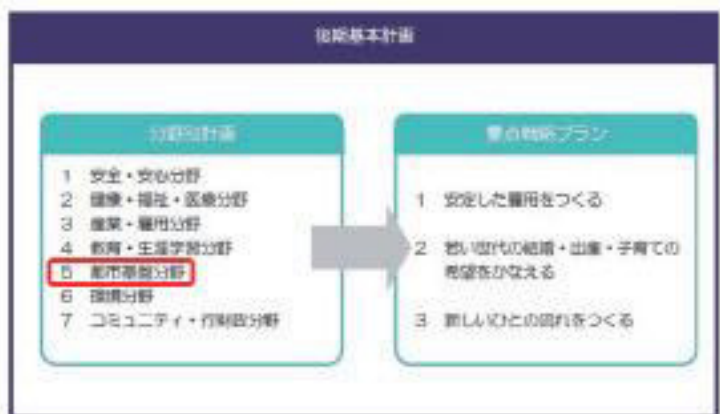 後期基本計画
分野別計画
1 安全・安心分野
2 健康・福祉・医療分野
3 産業・雇用分野
4 教育・生涯学習分野
5 都市基盤分野
6 環境分野
7 コミュニティ・行財政分野
重点戦略プラン
1 安定した雇用をつくる
2 若い世代の結婚・出産・子育ての
希望をかなえる
3 新しいひとの流れをつくる